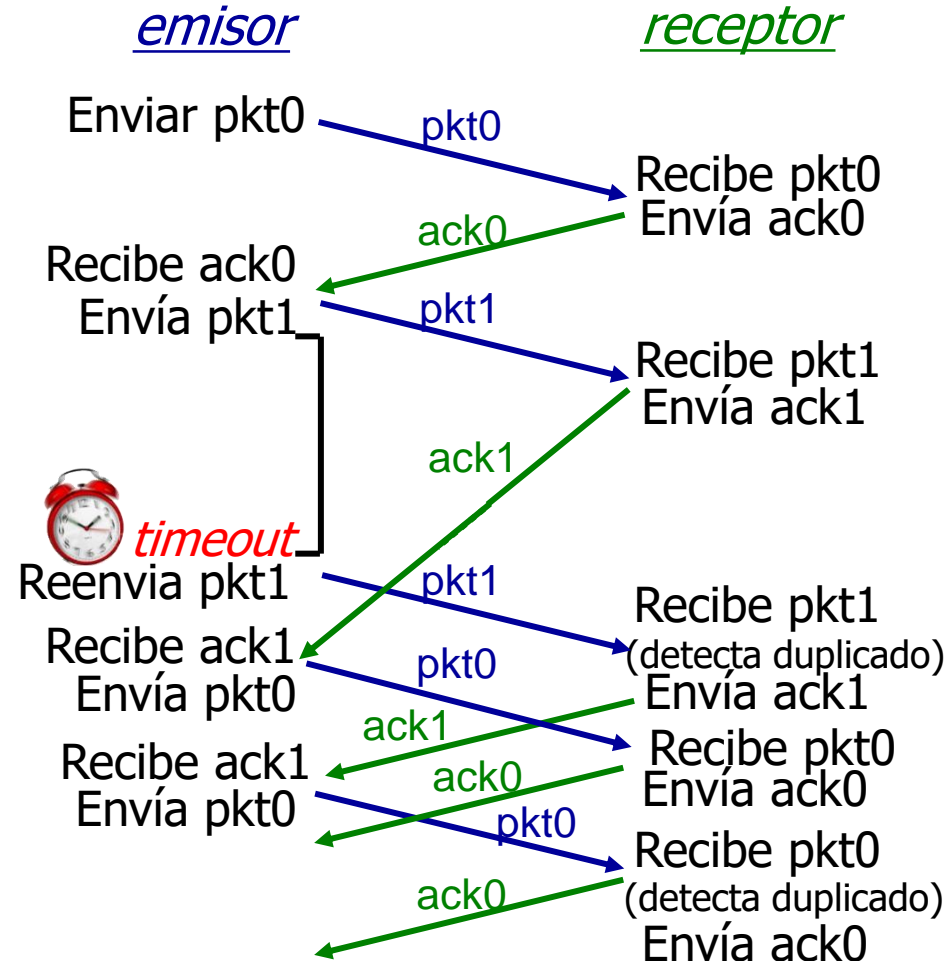 emisor
receptor
Enviar pkt0
pkt0
Recibe pkt0
Envía ack0
ack0
Recibe ack0
Envía pkt1
pkt1
Recibe pkt1
Envía ack1
ack1
timeout
Reenvia pkt1
pkt1
Recibe pkt1
(detecta duplicado)
Envía ack1
Recibe ack1
Envía pkt0
pkt0
ack1
Recibe pkt0
Envía ack0
Recibe ack1
Envía pkt0
ack0
pkt0
Recibe pkt0
(detecta duplicado)
Envía ack0
ack0